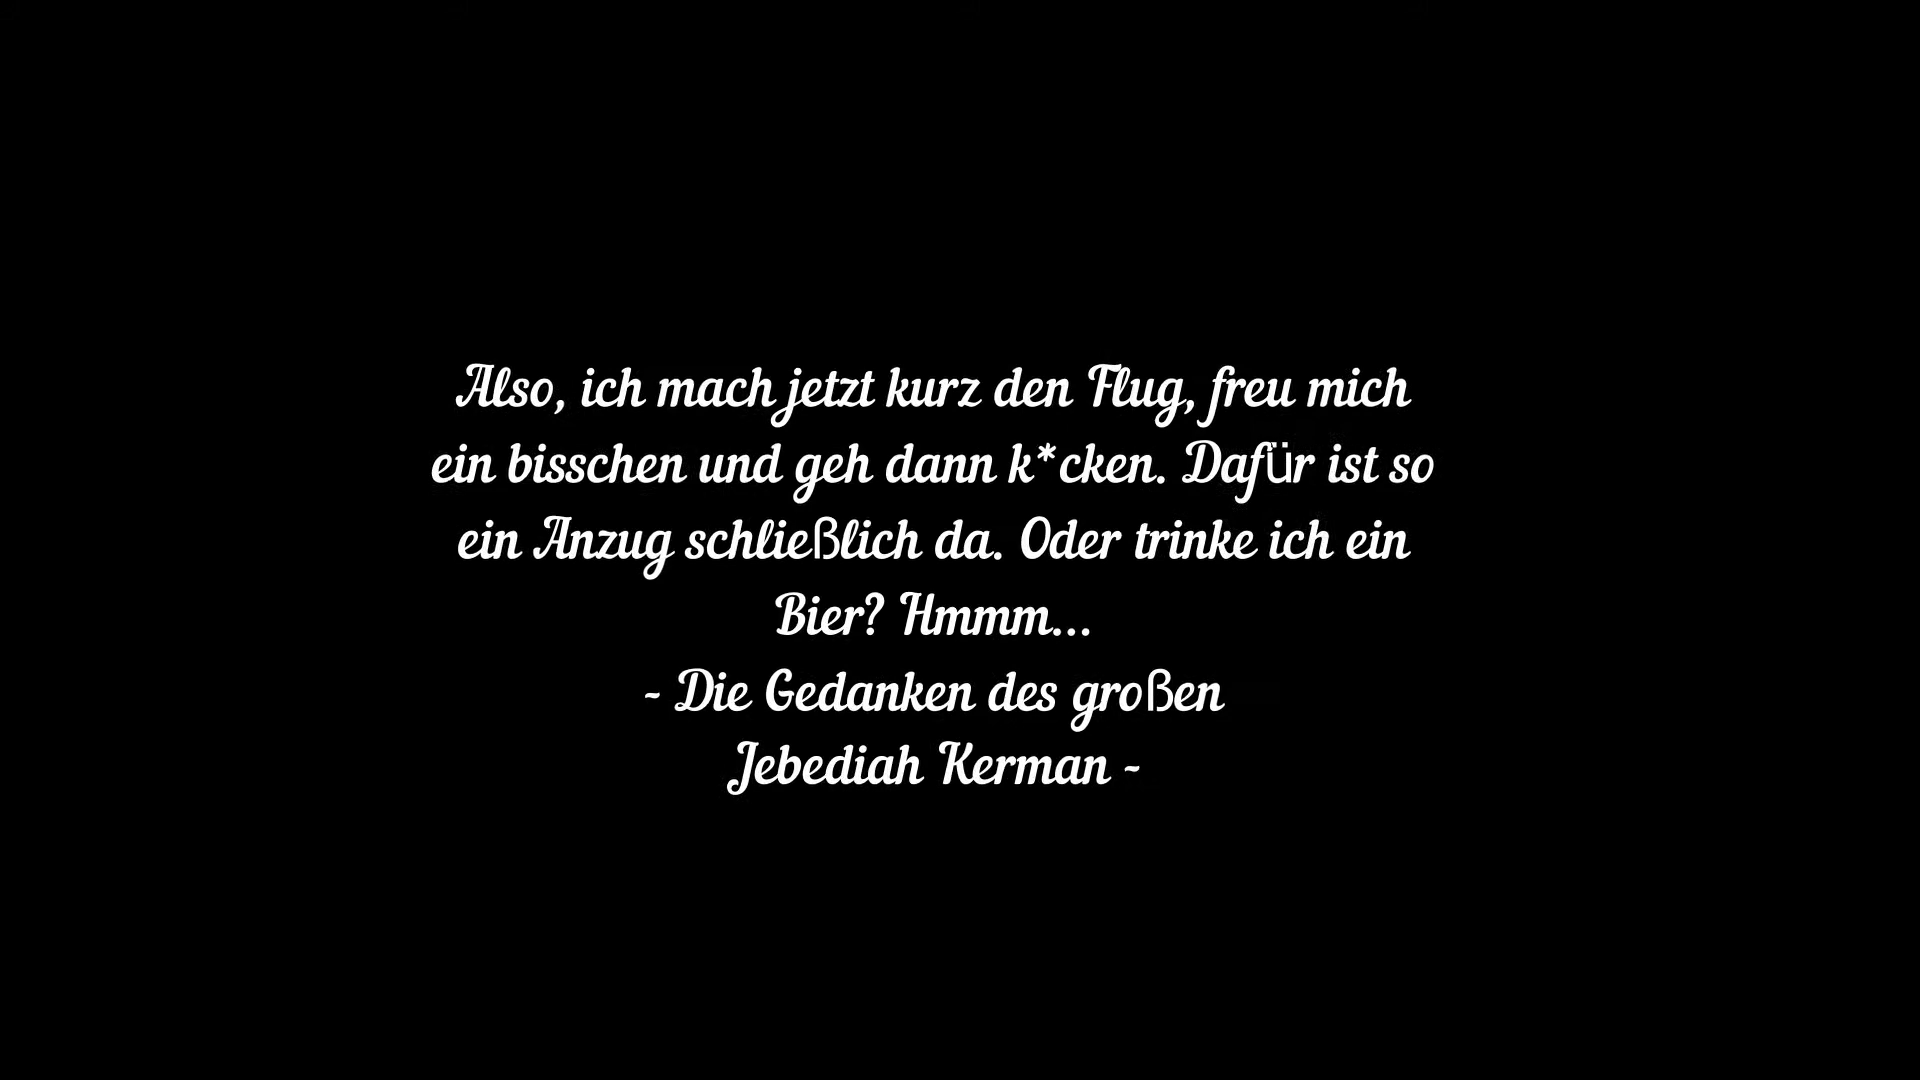 Also, ich mach jetzt kurz den Flug, freu mich
ein bisschen und geh dann k*cken. Dafür ist so
ein Anzug schließlich da. Oder trinke ich ein
Bier? Hmmm...
- Die Gedanken des großen
Jebediah Kerman -